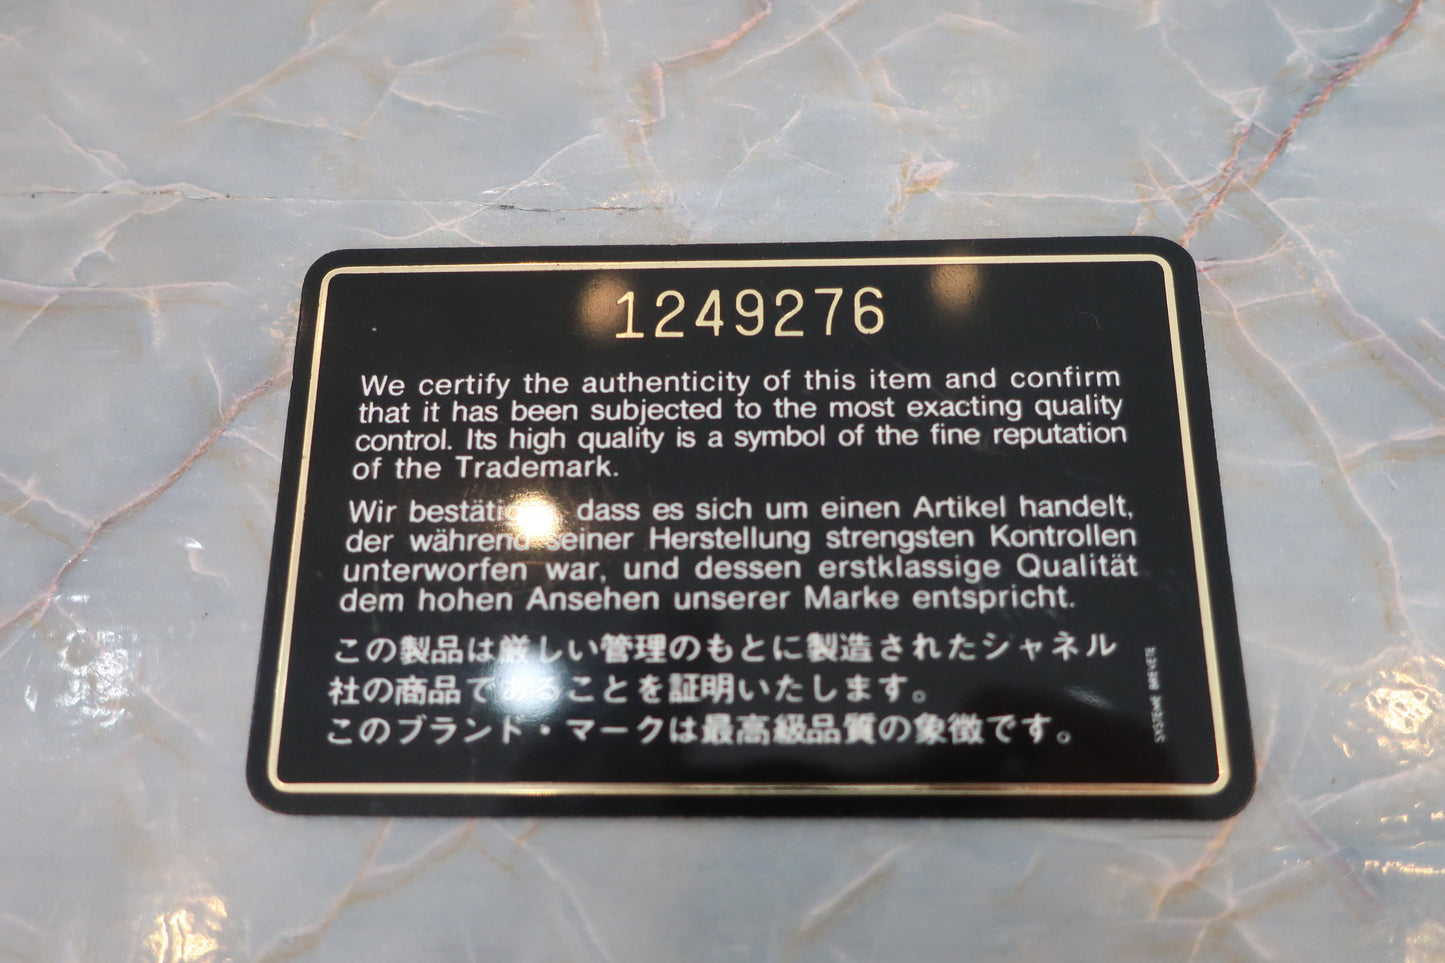 1249276
We certify the authenticity of this item and confirm
that it has been subjected to the most exacting quality
control. Its high quality is a symbol of the fine reputation
of the Trademark.
Wir dass es sich um einen Artikel handelt,
der während seiner Herstellung strengsten Kontrollen
unterworfen war, und dessen erstklassige Qualität
dem hohen Ansehen unserer Marke entspricht.
この製品は厳しい管理のもとに製造されたシャネル
社の商品であることを証明いたします。
このブランド・マークは最高級品質の象徴です。
SYSTEME BREVETE